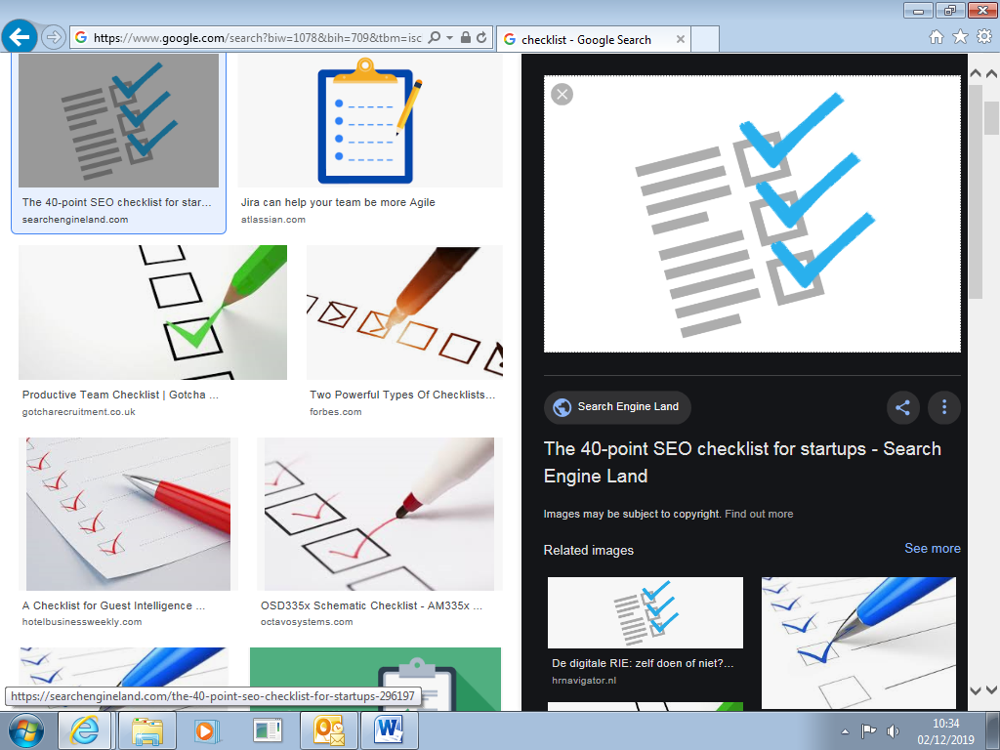 https://www.google.com/search?biw=1078&bih=709&tbm=isc
checklist - Google Search
The 40-point SEO checklist for star...
searchengineland.com
Jira can help your team be more Agile
atlassian.com
Productive Team Checklist | Gotcha ...
gotcharecruitment.co.uk
Two Powerful Types Of Checklists...
forbes.com
A Checklist for Guest Intelligence ...
hotelbusinessweekly.com
OSD335x Schematic Checklist - AM335x ...
octavosystems.com
Search Engine Land
The 40-point SEO checklist for startups - Search
Engine Land
Images may be subject to copyright. Find out more
Related images
See more
De digitale RIE: zelf doen of niet?...
hrnavigator.nl
https://searchengineland.com/the-40-point-seo-checklist-for-startups-296197
10:34
02/12/2019